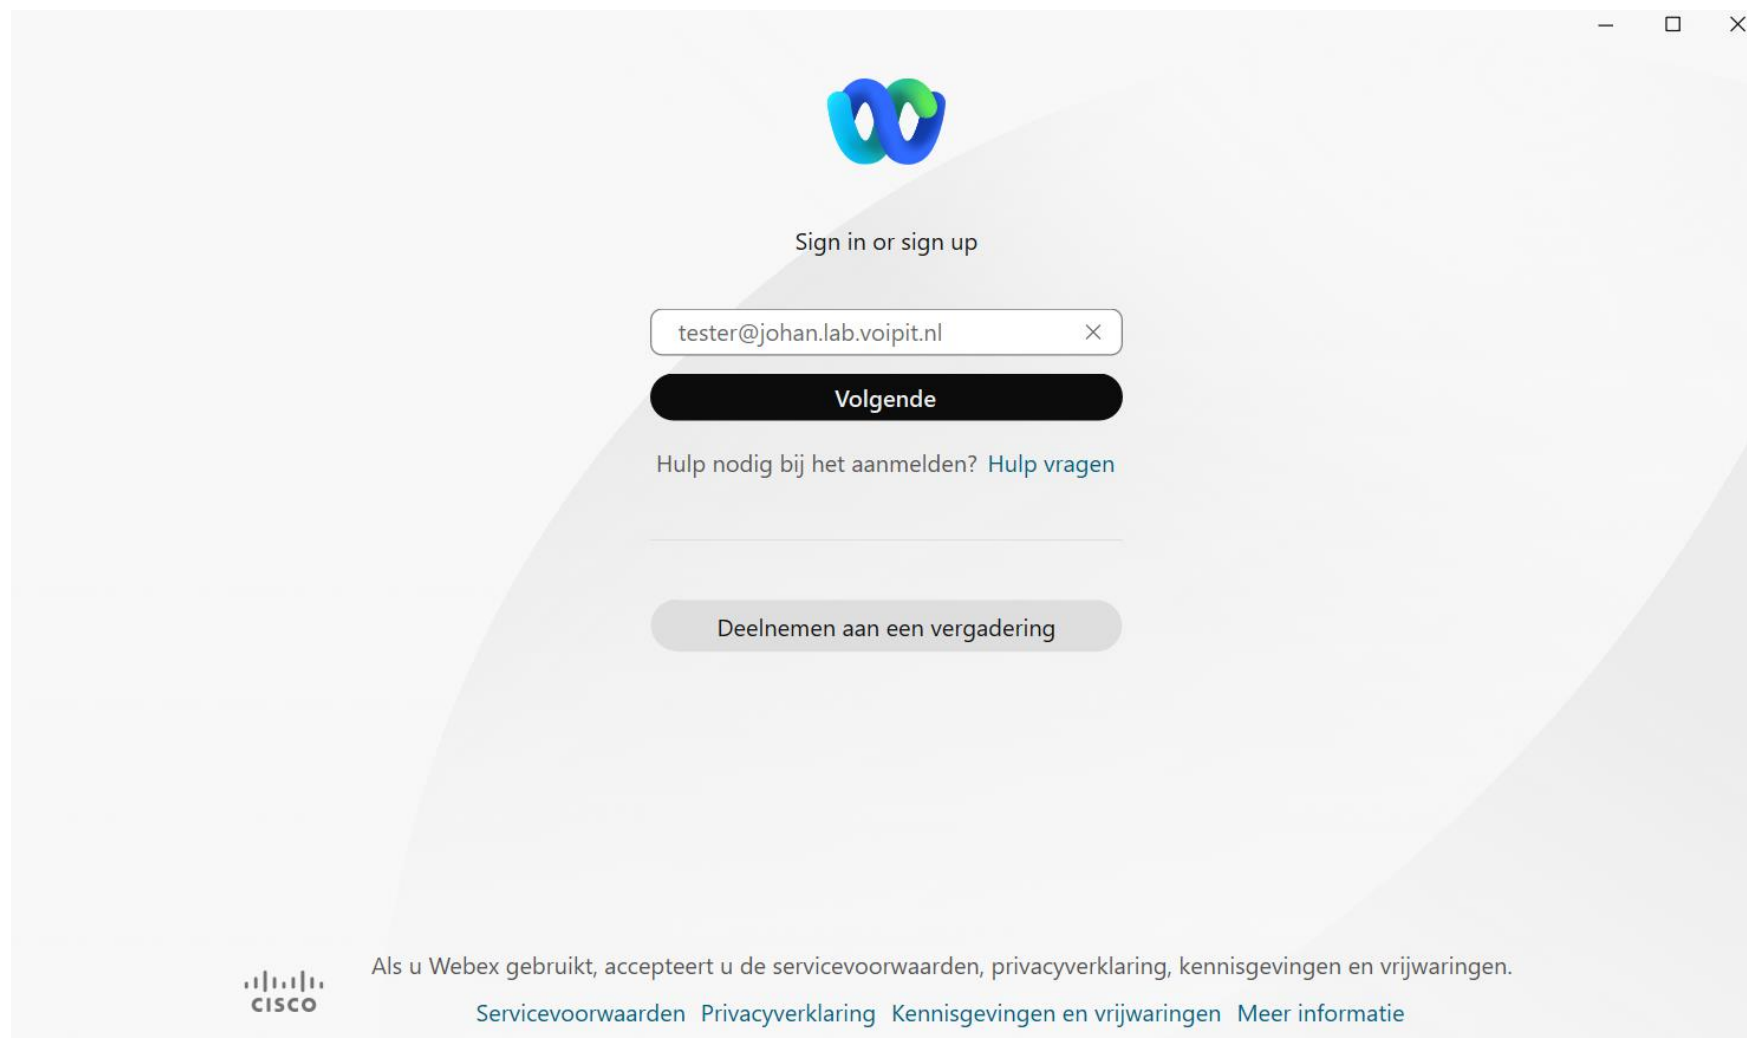 Sign in or sign up
tester@johan.lab.voipit.nl
Volgende
Hulp nodig bij het aanmelden? Hulp vragen
Deelnemen aan een vergadering
Als u Webex gebruikt, accepteert u de servicevoorwaarden, privacyverklaring, kennisgevingen en vrijwaringen.
CISCO
Servicevoorwaarden Privacyverklaring Kennisgevingen en vrijwaringen Meer informatie